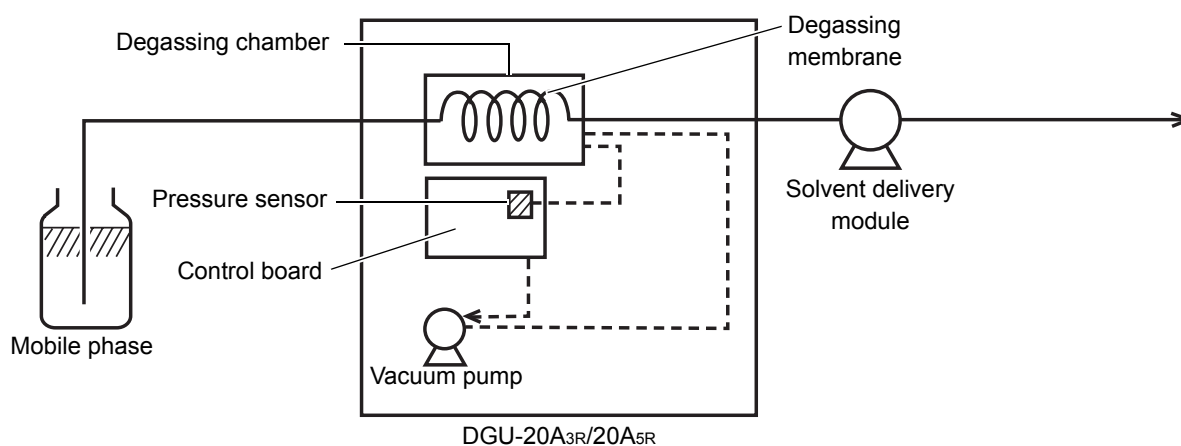 Degassing chamber
Degassing
membrane
Pressure sensor
Solvent delivery
module
Control board
Mobile phase
Vacuum pump
DGU-20A3R/20A5R